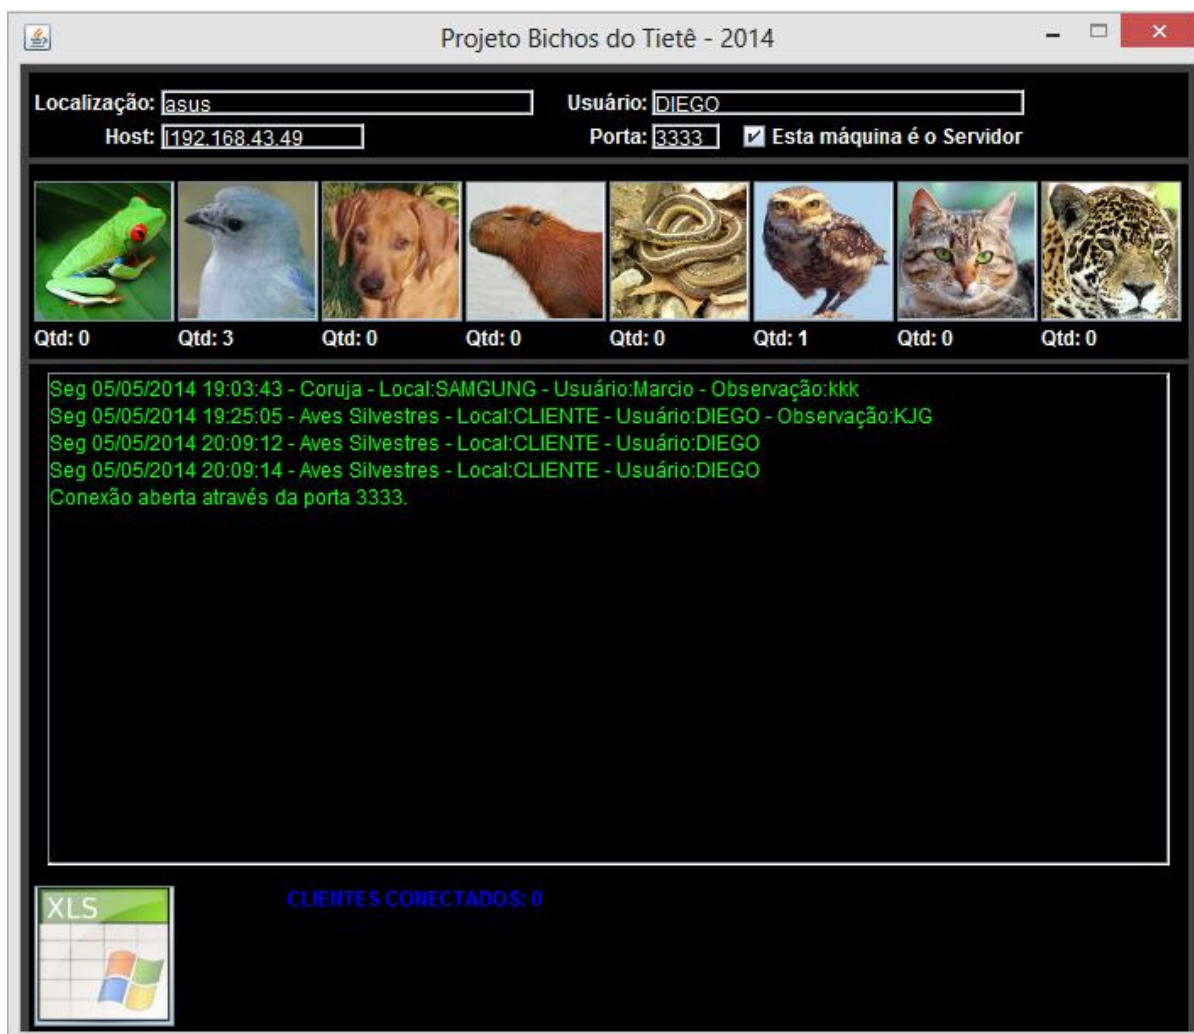 Projeto Bichos do Tietê - 2014
Localização: asus Usuário: DIEGO
Host: l192.168.43.49 Porta: 3333 Esta máquina é o Servidor
Qtd: 0 Qtd: 3 Qtd: 0 Qtd: 0 Qtd: 0 Qtd: 1 Qtd: 0 Qtd: 0
Seg 05/05/2014 19:03:43 - Coruja - Local:SAMGUNG - Usuário:Marcio - Observação:kkk
Seg 05/05/2014 19:25:05 - Aves Silvestres - Local:CLIENTE - Usuário:DIEGO - Observação:KJG
Seg 05/05/2014 20:09:12 - Aves Silvestres - Local:CLIENTE - Usuário:DIEGO
Seg 05/05/2014 20:09:14 - Aves Silvestres - Local:CLIENTE - Usuário:DIEGO
Conexão aberta através da porta 3333.
XLS
CLIENTES CONECTADOS: 0